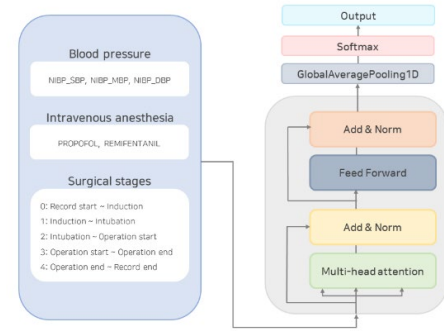 Blood pressure
NIBP_SBP, NIBP_MBP, NIBP_DBP
Intravenous anesthesia
PROPOFOL, REMIFENTANIL
Surgical stages
0: Record start – Induction
1: Induction – Intubation
2: Intubation – Operation start
3: Operation start – Operation end
4: Operation end – Record end
Output
Softmax
GlobalAveragePooling1D
Add & Norm
Feed Forward
Add & Norm
Multi-head attention